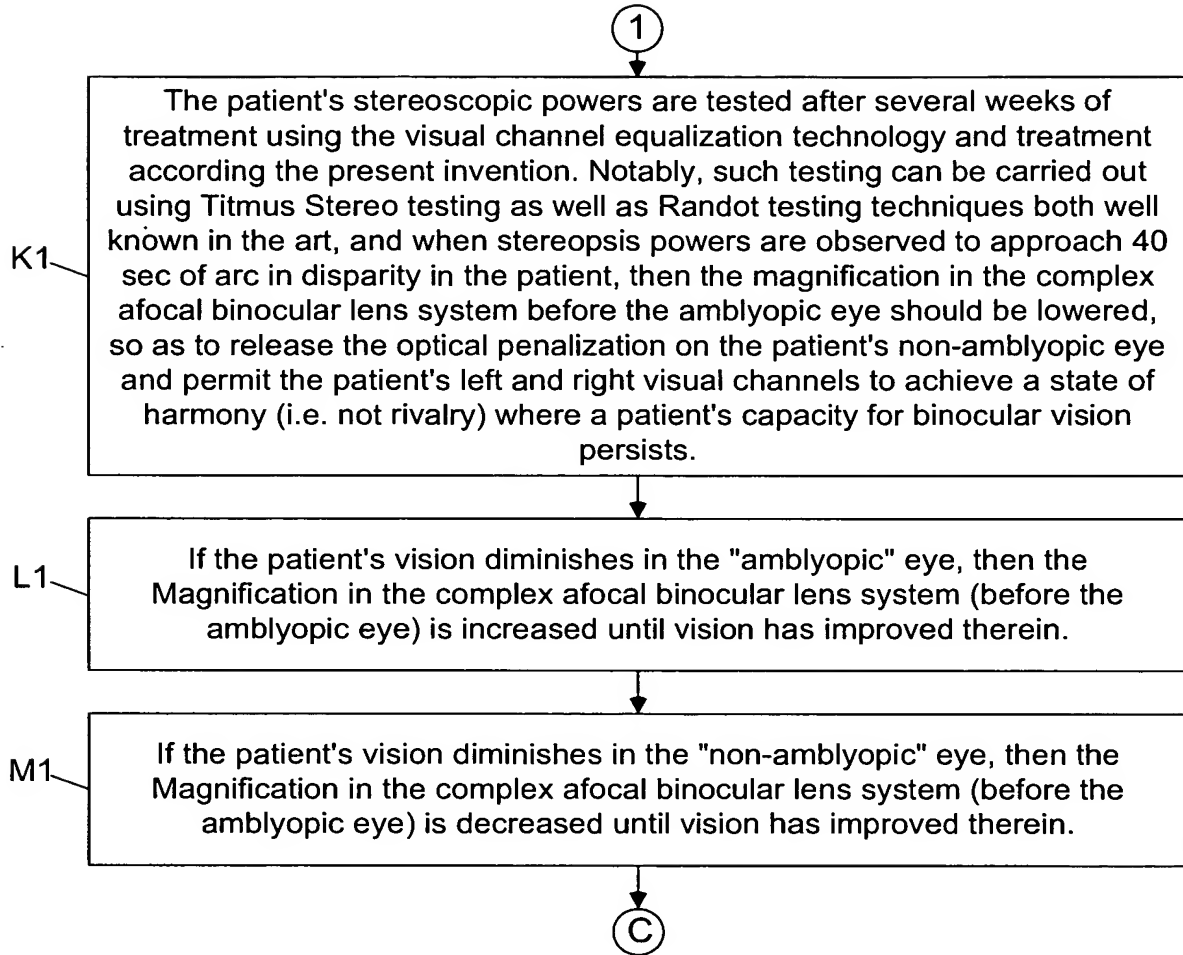 1
The patient's stereoscopic powers are tested after several weeks of
treatment using the visual channel equalization technology and treatment
according the present invention. Notably, such testing can be carried out
using Titmus Stereo testing as well as Randot testing techniques both well
known in the art, and when stereopsis powers are observed to approach 40
sec of arc in disparity in the patient, then the magnification in the complex
afocal binocular lens system before the amblyopic eye should be lowered,
so as to release the optical penalization on the patient's non-amblyopic eye
and permit the patient's left and right visual channels to achieve a state of
harmony (i.e. not rivalry) where a patient's capacity for binocular vision
persists.
K1
If the patient's vision diminishes in the "amblyopic" eye, then the
Magnification in the complex afocal binocular lens system (before the
amblyopic eye) is increased until vision has improved therein.
L1
If the patient's vision diminishes in the "non-amblyopic" eye, then the
Magnification in the complex afocal binocular lens system (before the
amblyopic eye) is decreased until vision has improved therein.
M1
C